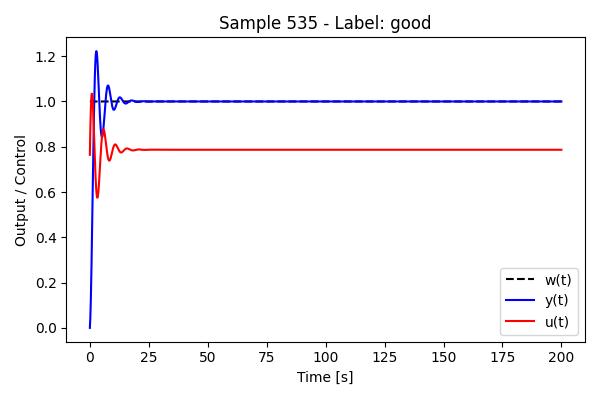 Sample 535 - Label: good
Output / Control
1.2
1.0
0.8
0.6
0.4
0.2
0.0
w(t)
y(t)
u(t)
0 25 50 75 100 125 150 175 200
Time [s]